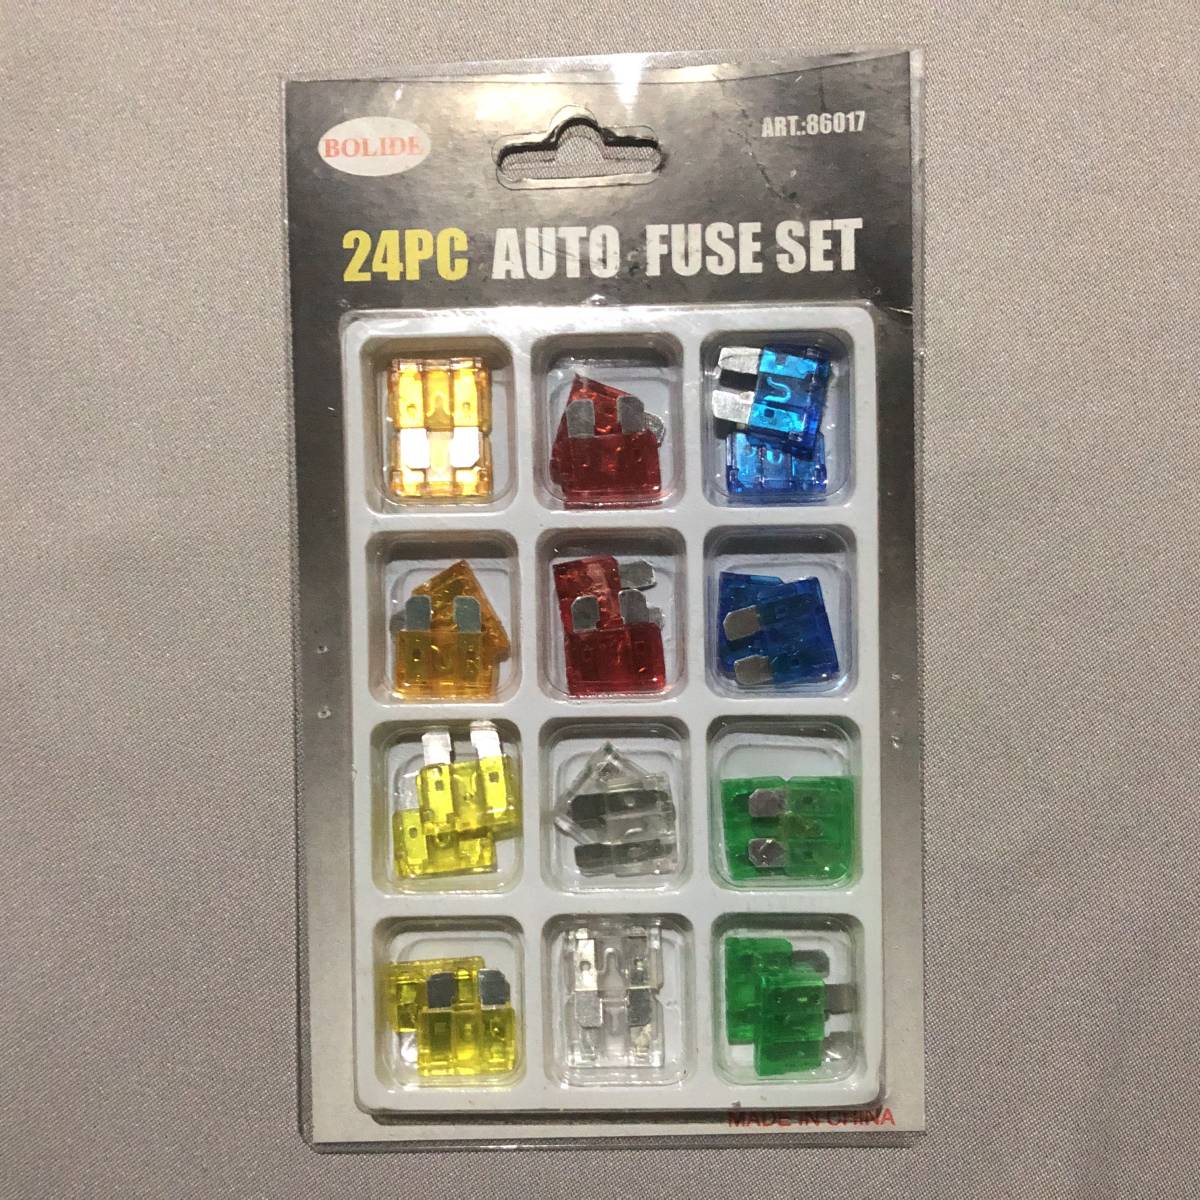 BOLIDE
ART.:86017
24PC AUTO FUSE SET
MADE IN CHINA